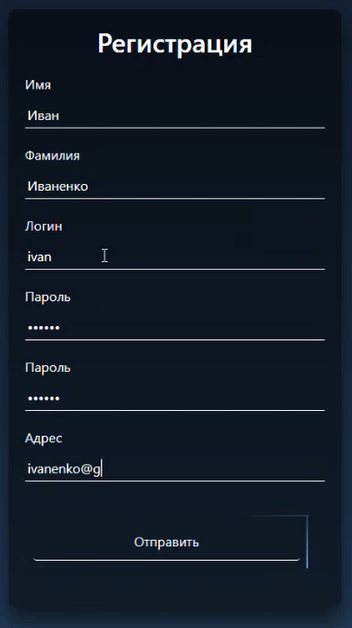 Регистрация
Имя
Иван
Фамилия
Иваненко
Логин
ivan
Пароль
••••••
Пароль
••••••
Адрес
ivanenko@g
Отправить